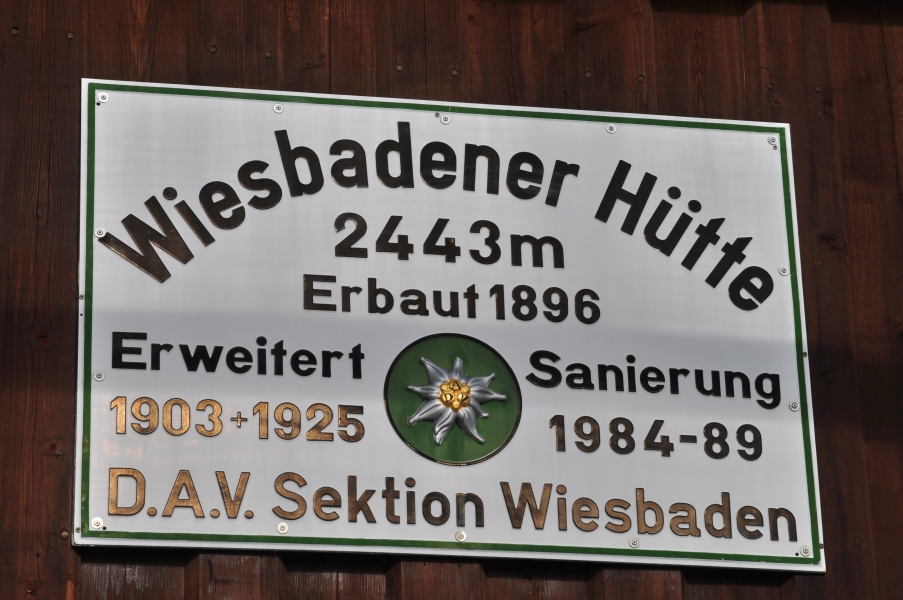 Wiesbadener Hütte
2443m
Erbaut 1896
Erweitert
1903+1925
Sanierung
1984-89
D.A.V. Sektion Wiesbaden